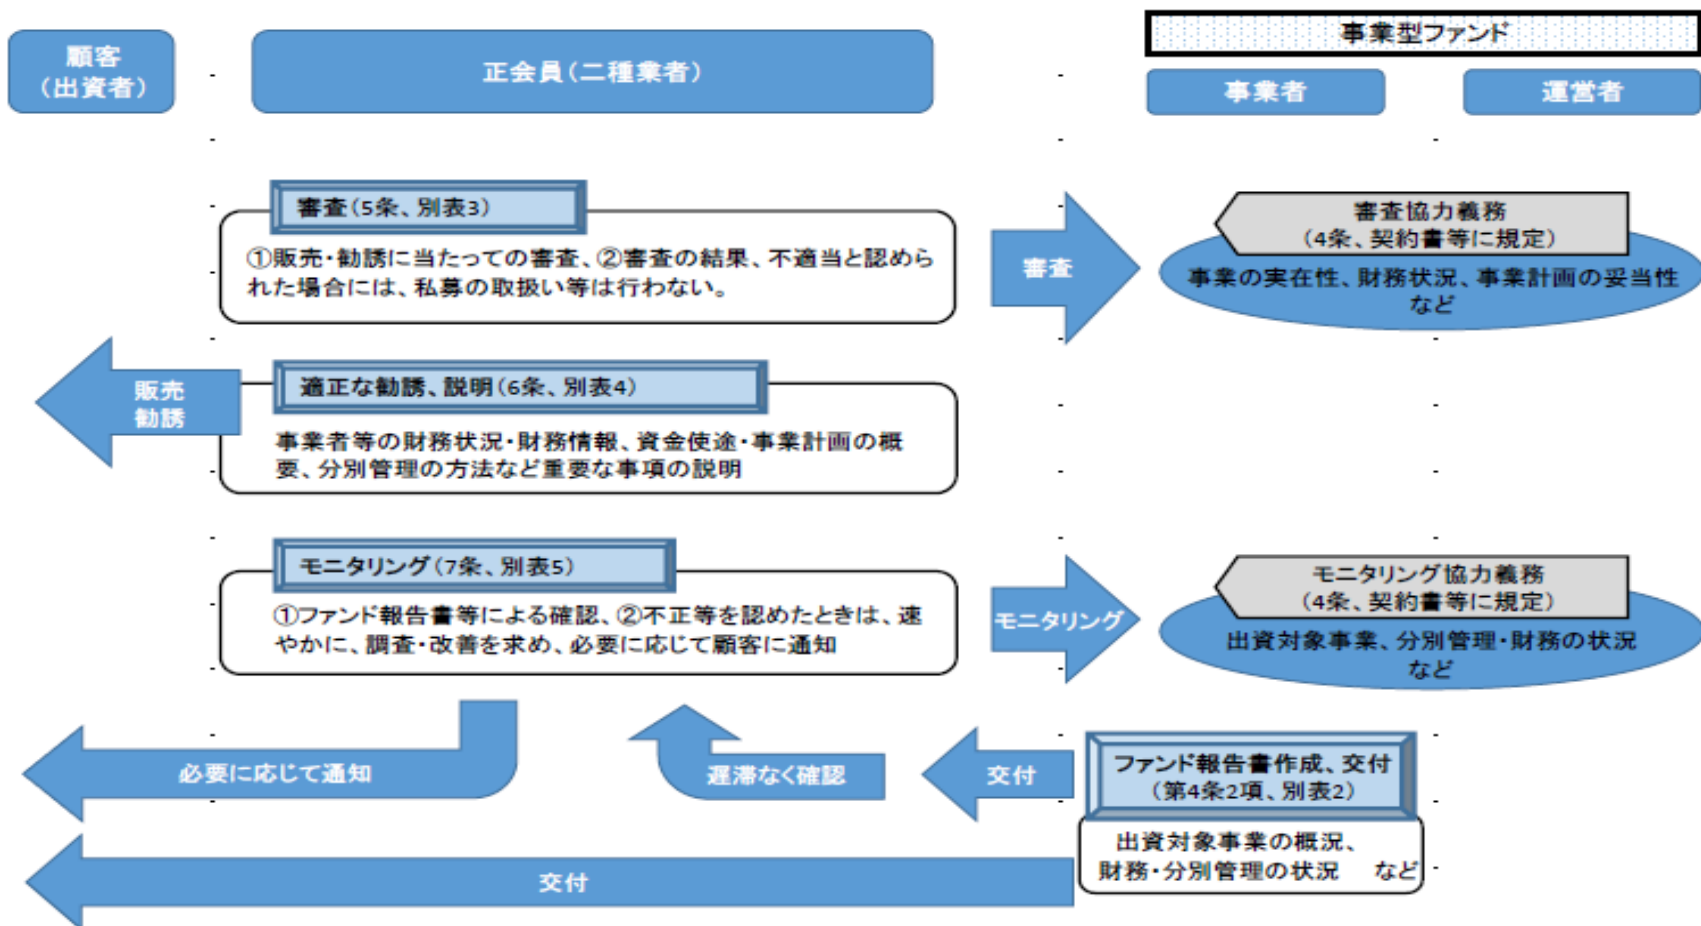 事業型ファンド
顧客
（出資者）
正会員（二種業者）
事業者
運営者
審査（5条、別表3）
①販売・勧誘に当たっての審査、②審査の結果、不適当と認めら
れた場合には、私募の取扱い等は行わない。
審査
審査協力義務
（4条、契約書等に規定）
事業の実在性、財務状況、事業計画の妥当性
など
販売
勧誘
適正な勧誘、説明（6条、別表4）
事業者等の財務状況・財務情報、資金使途・事業計画の概
要、分別管理の方法など重要な事項の説明
モニタリング（7条、別表5）
①ファンド報告書等による確認、②不正等を認めたときは、速
やかに、調査・改善を求め、必要に応じて顧客に通知
モニタリング
モニタリング協力義務
（4条、契約書等に規定）
出資対象事業、分別管理・財務の状況
など
必要に応じて通知
遅滞なく確認
交付
ファンド報告書作成、交付
（第4条2項、別表2）
出資対象事業の概況、
財務・分別管理の状況　など
交付